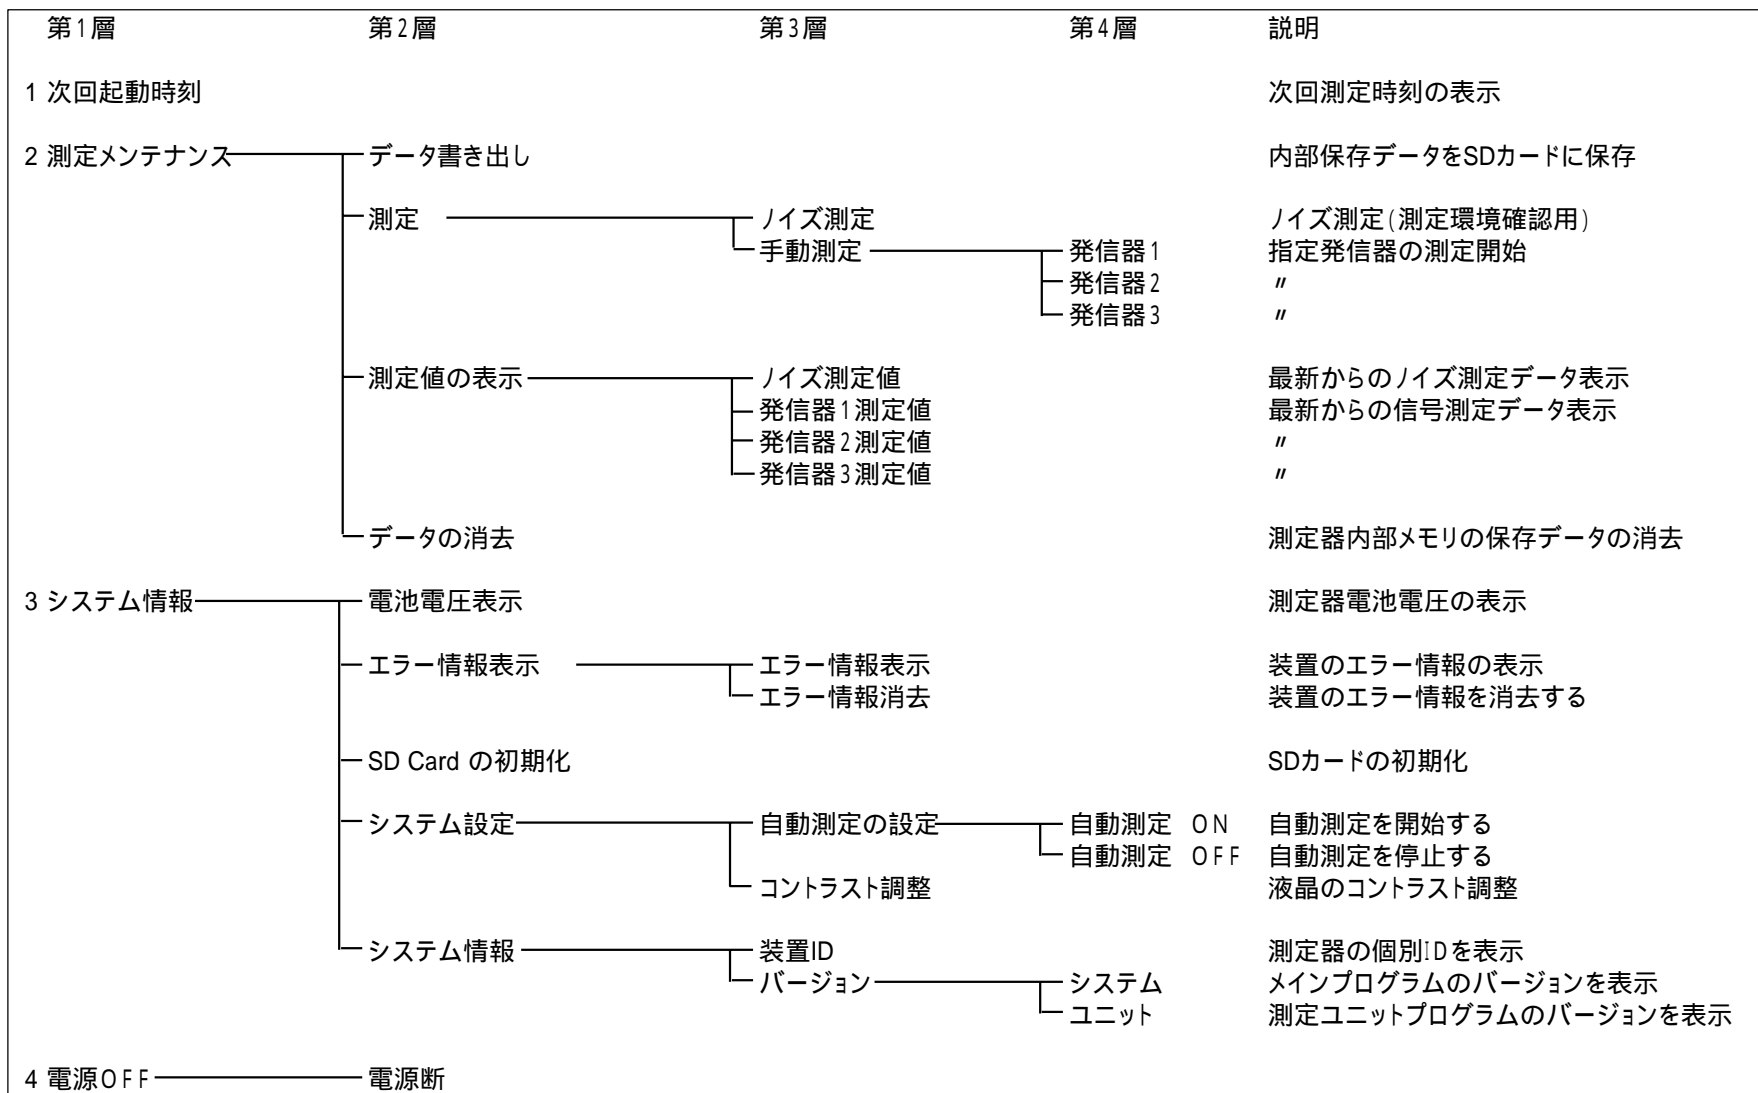 第1層 第2層 第3層 第4層 説明
1 次回起動時刻 次回測定時刻の表示
2 測定メンテナンス データ書き出し 内部保存データをSDカードに保存
測定 ノイズ測定 ノイズ測定(測定環境確認用)
手動測定 発信器1 指定発信器の測定開始
発信器2 〃
発信器3 〃
測定値の表示 ノイズ測定値 最新からのノイズ測定データ表示
発信器1測定値 最新からの信号測定データ表示
発信器2測定値 〃
発信器3測定値 〃
データの消去 測定器内部メモリの保存データの消去
3 システム情報 電池電圧表示 測定器電池電圧の表示
エラー情報表示 エラー情報表示 装置のエラー情報の表示
エラー情報消去 装置のエラー情報を消去する
SD Card の初期化 SDカードの初期化
システム設定 自動測定の設定 自動測定 ON 自動測定を開始する
自動測定 OFF 自動測定を停止する
コントラスト調整 液晶のコントラスト調整
システム情報 装置ID 測定器の個別IDを表示
バージョン システム メインプログラムのバージョンを表示
ユニット 測定ユニットプログラムのバージョンを表示
4 電源OFF 電源断